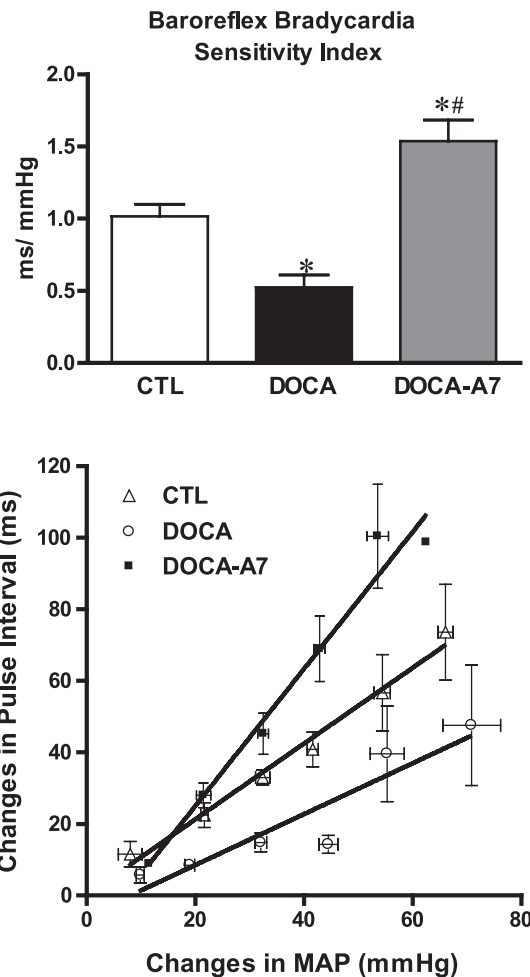 Baroreflex Bradycardia
Sensitivity Index
2.0
1.5
1.0
0.5
0.0
ms/ mmHg
*
*#
CTL DOCA DOCA-A7
120
100
80
60
40
20
0
Changes in Pulse Interval (ms)
CTL
DOCA
DOCA-A7
0 20 40 60 80
Changes in MAP (mmHg)